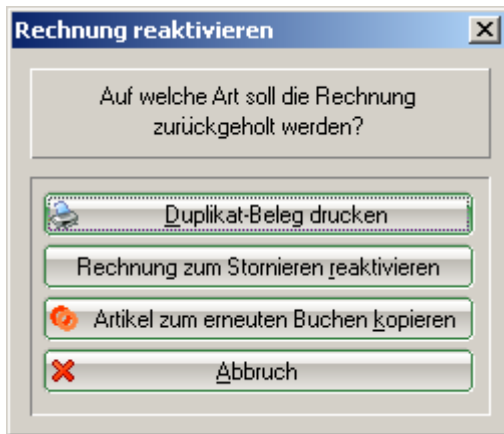 Rechnung reaktivieren
Auf welche Art soll die Rechnung
zurückgeholt werden?
Duplikat-Beleg drucken
Rechnung zum Stornieren reaktivieren
Artikel zum erneuten Buchen kopieren
Abbruch